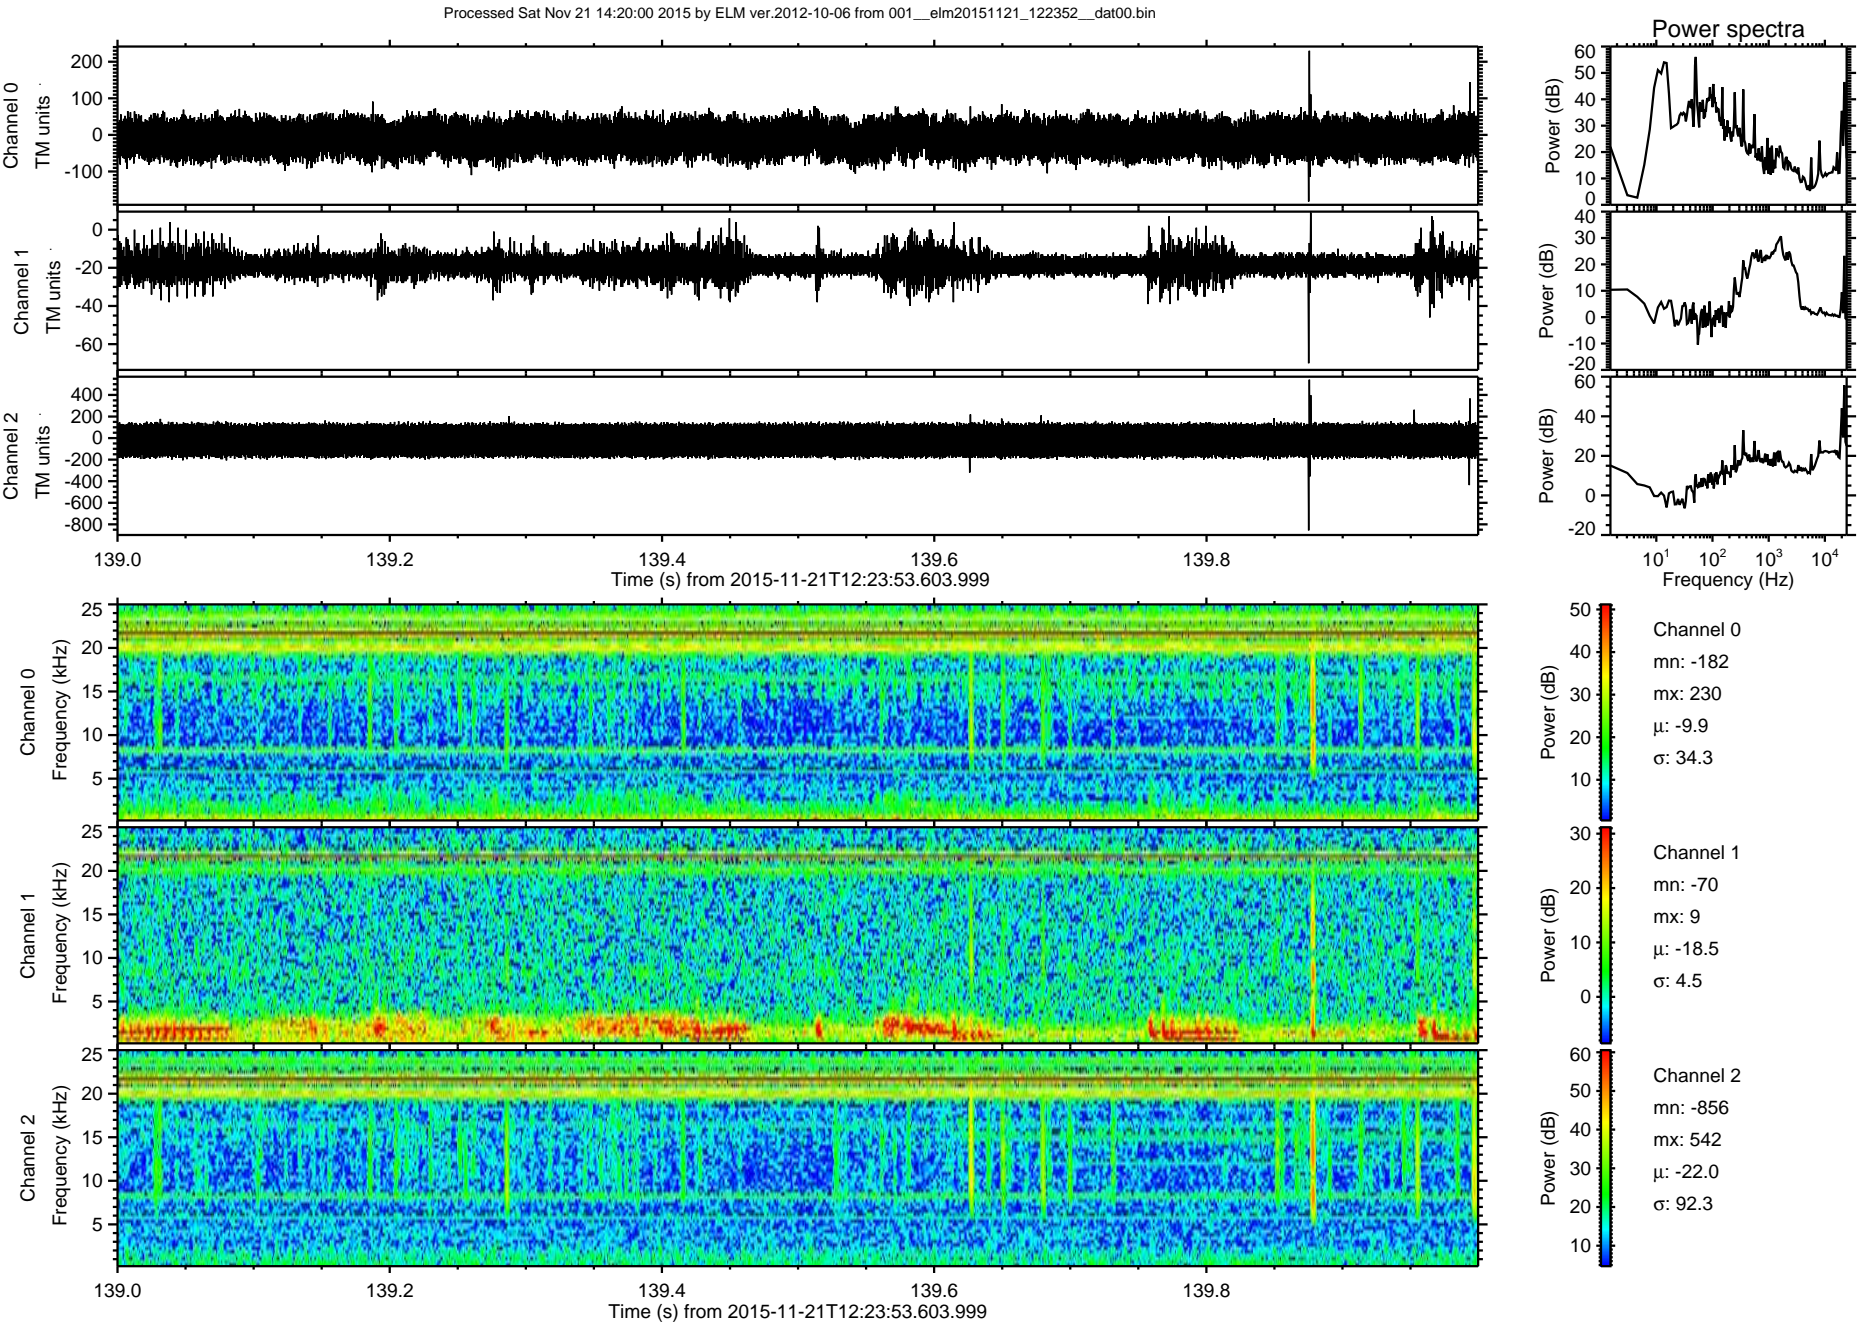 Processed Sat Nov 21 14:20:00 2015 by ELM ver.2012-10-06 from 001__elm20151121_122352__dat00.bin
Power spectra
Channel 0
TM units
200
100
0
-100
Power (dB)
60
50
40
30
20
10
0
Channel 1
TM units
0
-20
-40
-60
Power (dB)
40
30
20
10
0
-10
-20
Channel 2
TM units
400
200
0
-200
-400
-600
-800
Power (dB)
60
40
20
0
-20
139.0 139.2 139.4 139.6 139.8
Time (s) from 2015-11-21T12:23:53.603.999
10^1 10^2 10^3 10^4
Frequency (Hz)
Channel 0
Frequency (kHz)
25
20
15
10
5
Power (dB)
50
40
30
20
10
Channel 0
mn: -182
mx: 230
μ: -9.9
σ: 34.3
Channel 1
Frequency (kHz)
25
20
15
10
5
Power (dB)
30
20
10
0
Channel 1
mn: -70
mx: 9
μ: -18.5
σ: 4.5
Channel 2
Frequency (kHz)
25
20
15
10
5
Power (dB)
60
50
40
30
20
10
Channel 2
mn: -856
mx: 542
μ: -22.0
σ: 92.3
139.0 139.2 139.4 139.6 139.8
Time (s) from 2015-11-21T12:23:53.603.999